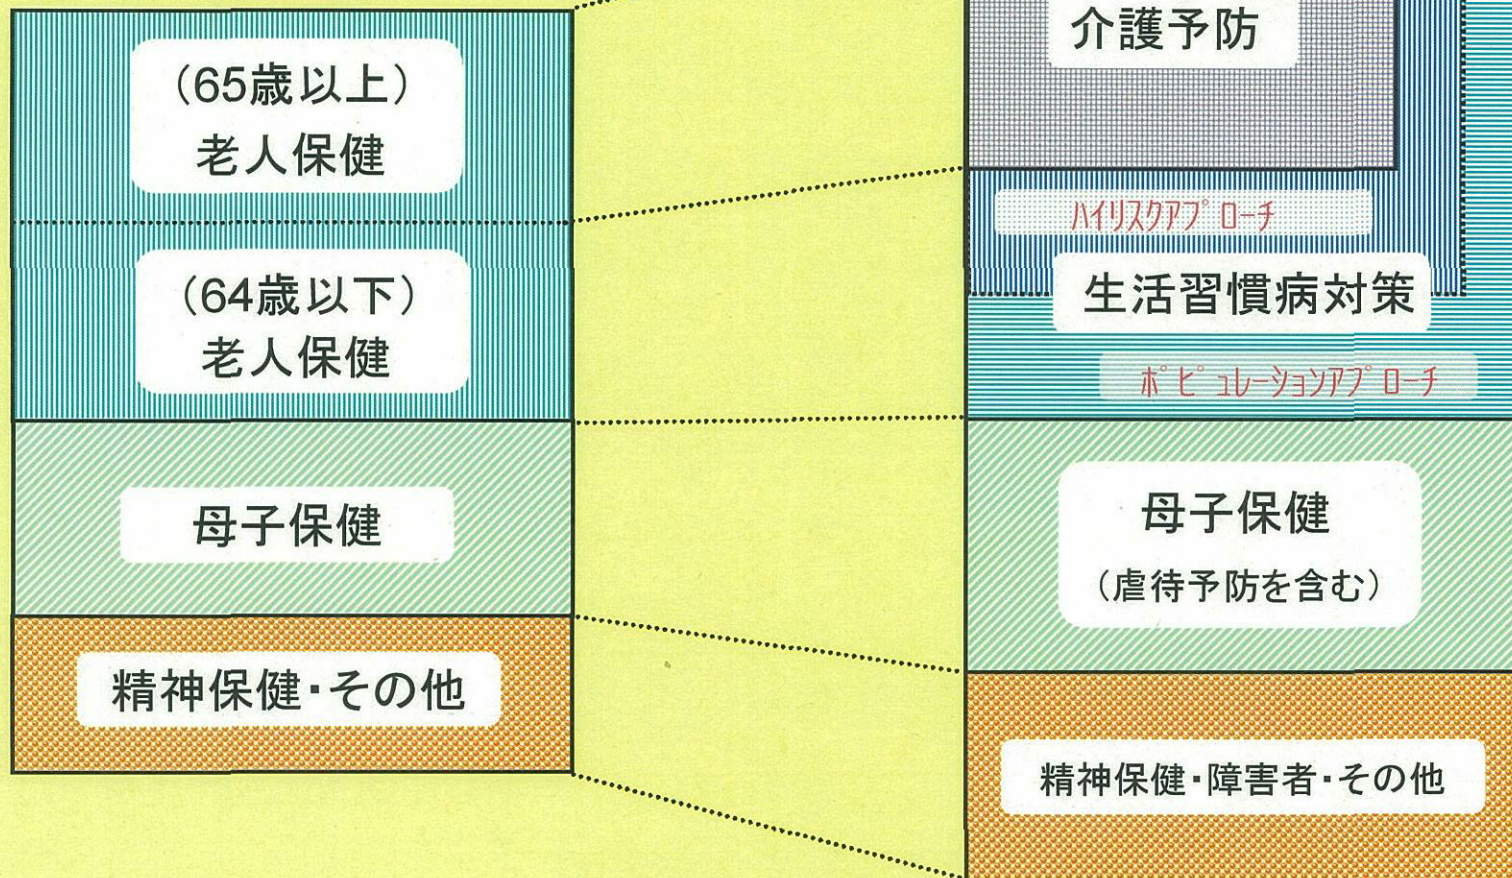 （65歳以上）
老人保健
（64歳以下）
老人保健
母子保健
精神保健・その他
介護予防
ﾊｲﾘｽｸｱﾌﾟﾛｰﾁ
生活習慣病対策
ﾎﾟﾋﾟｭﾚｰｼｮﾝｱﾌﾟﾛｰﾁ
母子保健
（虐待予防を含む）
精神保健・障害者・その他